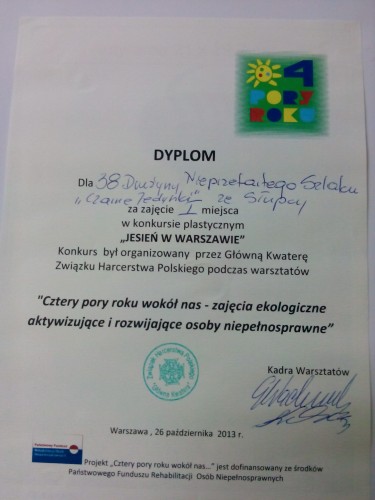 4
PORY
ROKU
DYPLOM
Dla 38 Drużyny Nieprzetartego Szlaku
„Czarne Jedynki” ze Słupcy
za zajęcie I miejsca
w konkursie plastycznym
„JESIEŃ W WARSZAWIE”
Konkurs był organizowany przez Główną Kwaterę
Związku Harcerstwa Polskiego podczas warsztatów
"Cztery pory roku wokół nas - zajęcia ekologiczne
aktywizujące i rozwijające osoby niepełnosprawne”
Związek Harcerstwa Polskiego
Kadra Warsztatów
Warszawa , 26 października 2013 r.
Projekt „Cztery pory roku wokół nas...” jest dofinansowany ze środków
Państwowego Funduszu Rehabilitacji Osób Niepełnosprawnych